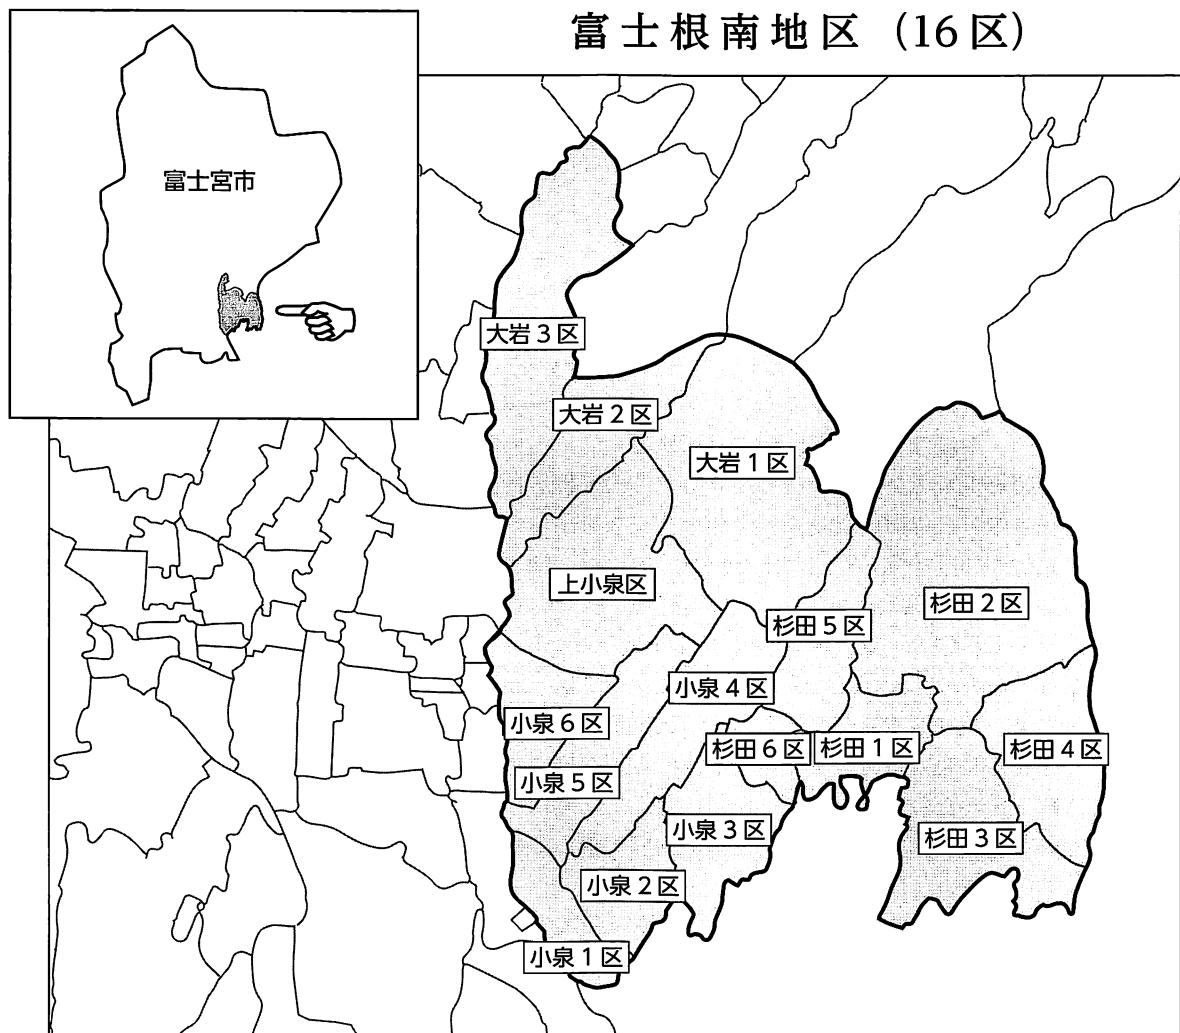 富士根南地区（16区）
富士宮市
大岩3区
大岩2区
大岩1区
上小泉区
杉田2区
杉田5区
小泉4区
小泉6区
杉田6区
杉田1区
杉田4区
小泉5区
小泉3区
杉田3区
小泉2区
小泉1区